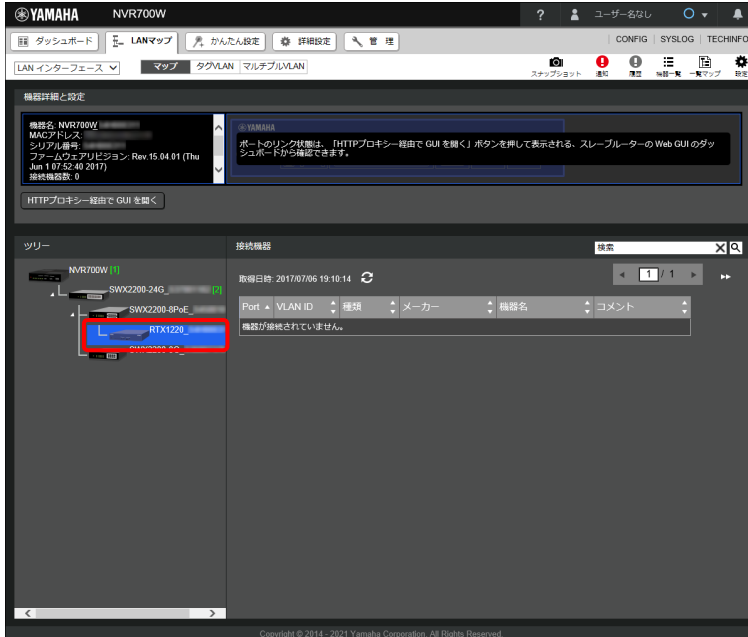 YAMAHA NVR700W ? ユーザー名なし
ダッシュボード LANマップ かんたん設定 詳細設定 管 理 CONFIG SYSLOG TECHINFO
LAN インターフェース マップ タグVLAN マルチプルVLAN スナップショット 通知 履歴 機器一覧 一覧マップ 設定
機器詳細と設定
機器名: NVR700W_
MACアドレス:
シリアル番号:
ファームウェアリビジョン: Rev.15.04.01 (Thu
Jun 1 07:52:40 2017)
接続機器数: 0
YAMAHA
ポートのリンク状態は、「HTTPプロキシー経由で GUI を開く」ボタンを押して表示される、スレーブルーターの Web GUI のダッ
シュボードから確認できます。
HTTPプロキシー経由で GUI を開く
ツリー
NVR700W [1]
SWX2200-24G_ [2]
SWX2200-8PoE_
RTX1220_
接続機器 検索
取得日時: 2017/07/06 19:10:14 1 / 1
Port VLAN ID 種類 メーカー 機器名 コメント
機器が接続されていません。
Copyright © 2014 - 2021 Yamaha Corporation. All Rights Reserved.